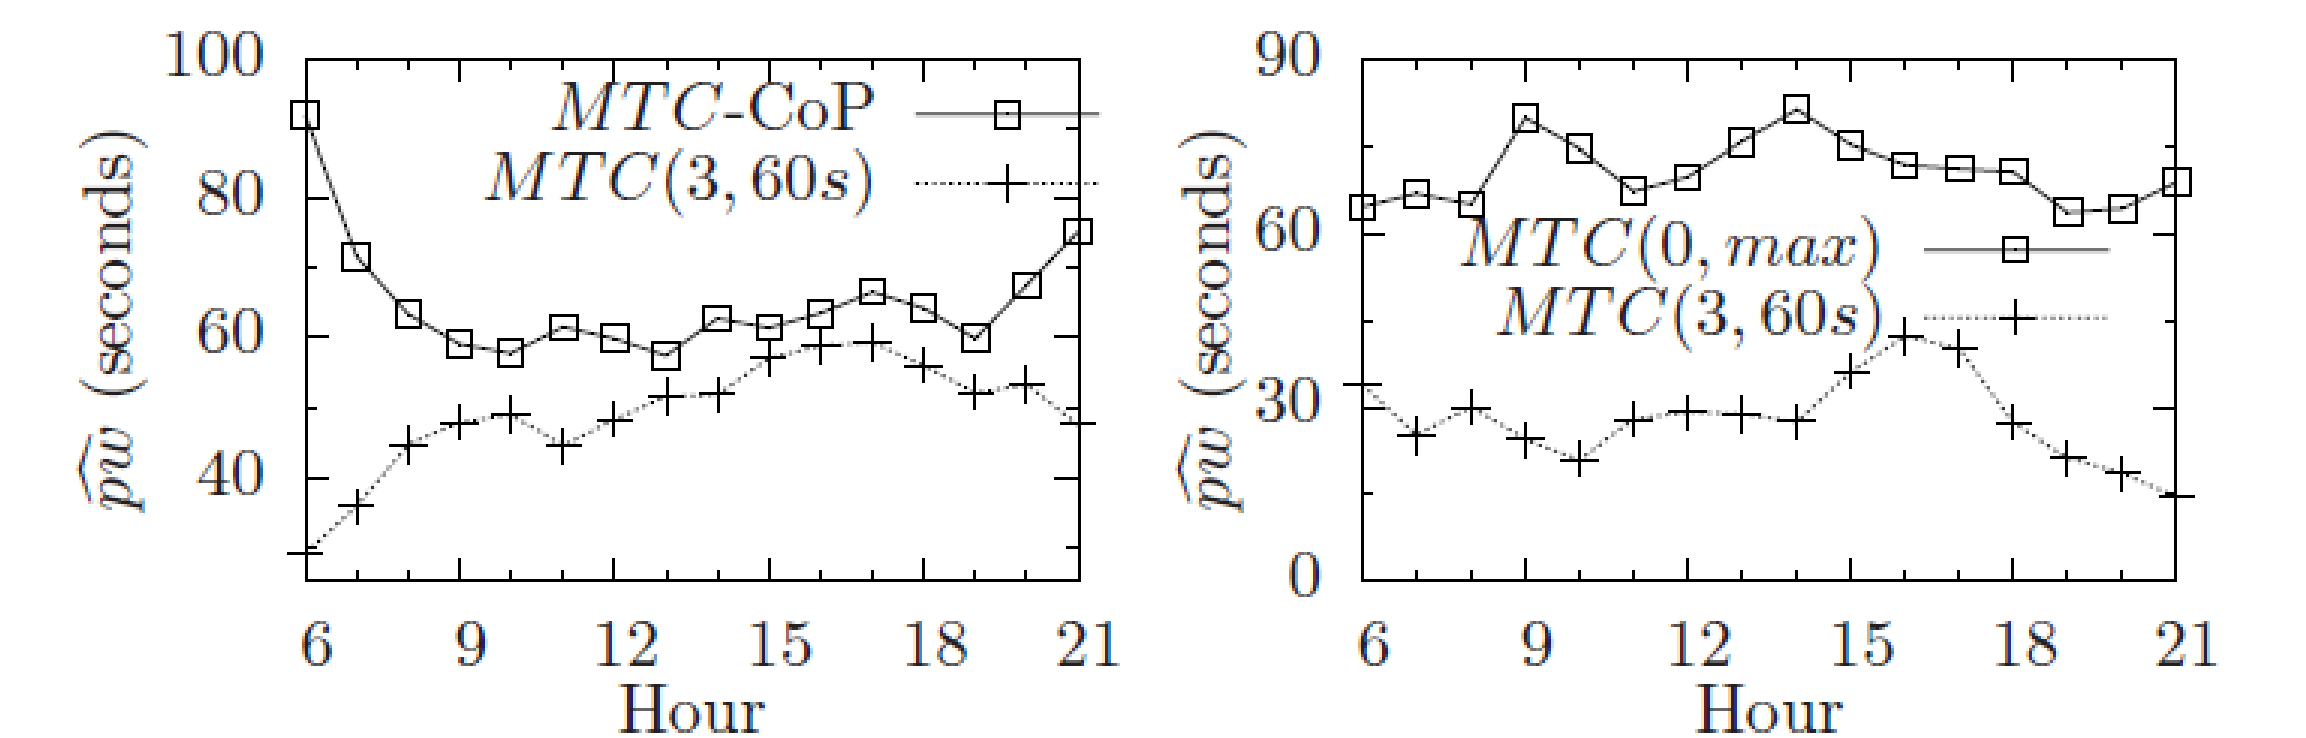 100
80
60
40
p̂w (seconds)
MTC-CoP
MTC(3, 60s)
6 9 12 15 18 21
Hour
90
60
30
0
p̂w (seconds)
MTC(0, max)
MTC(3, 60s)
6 9 12 15 18 21
Hour